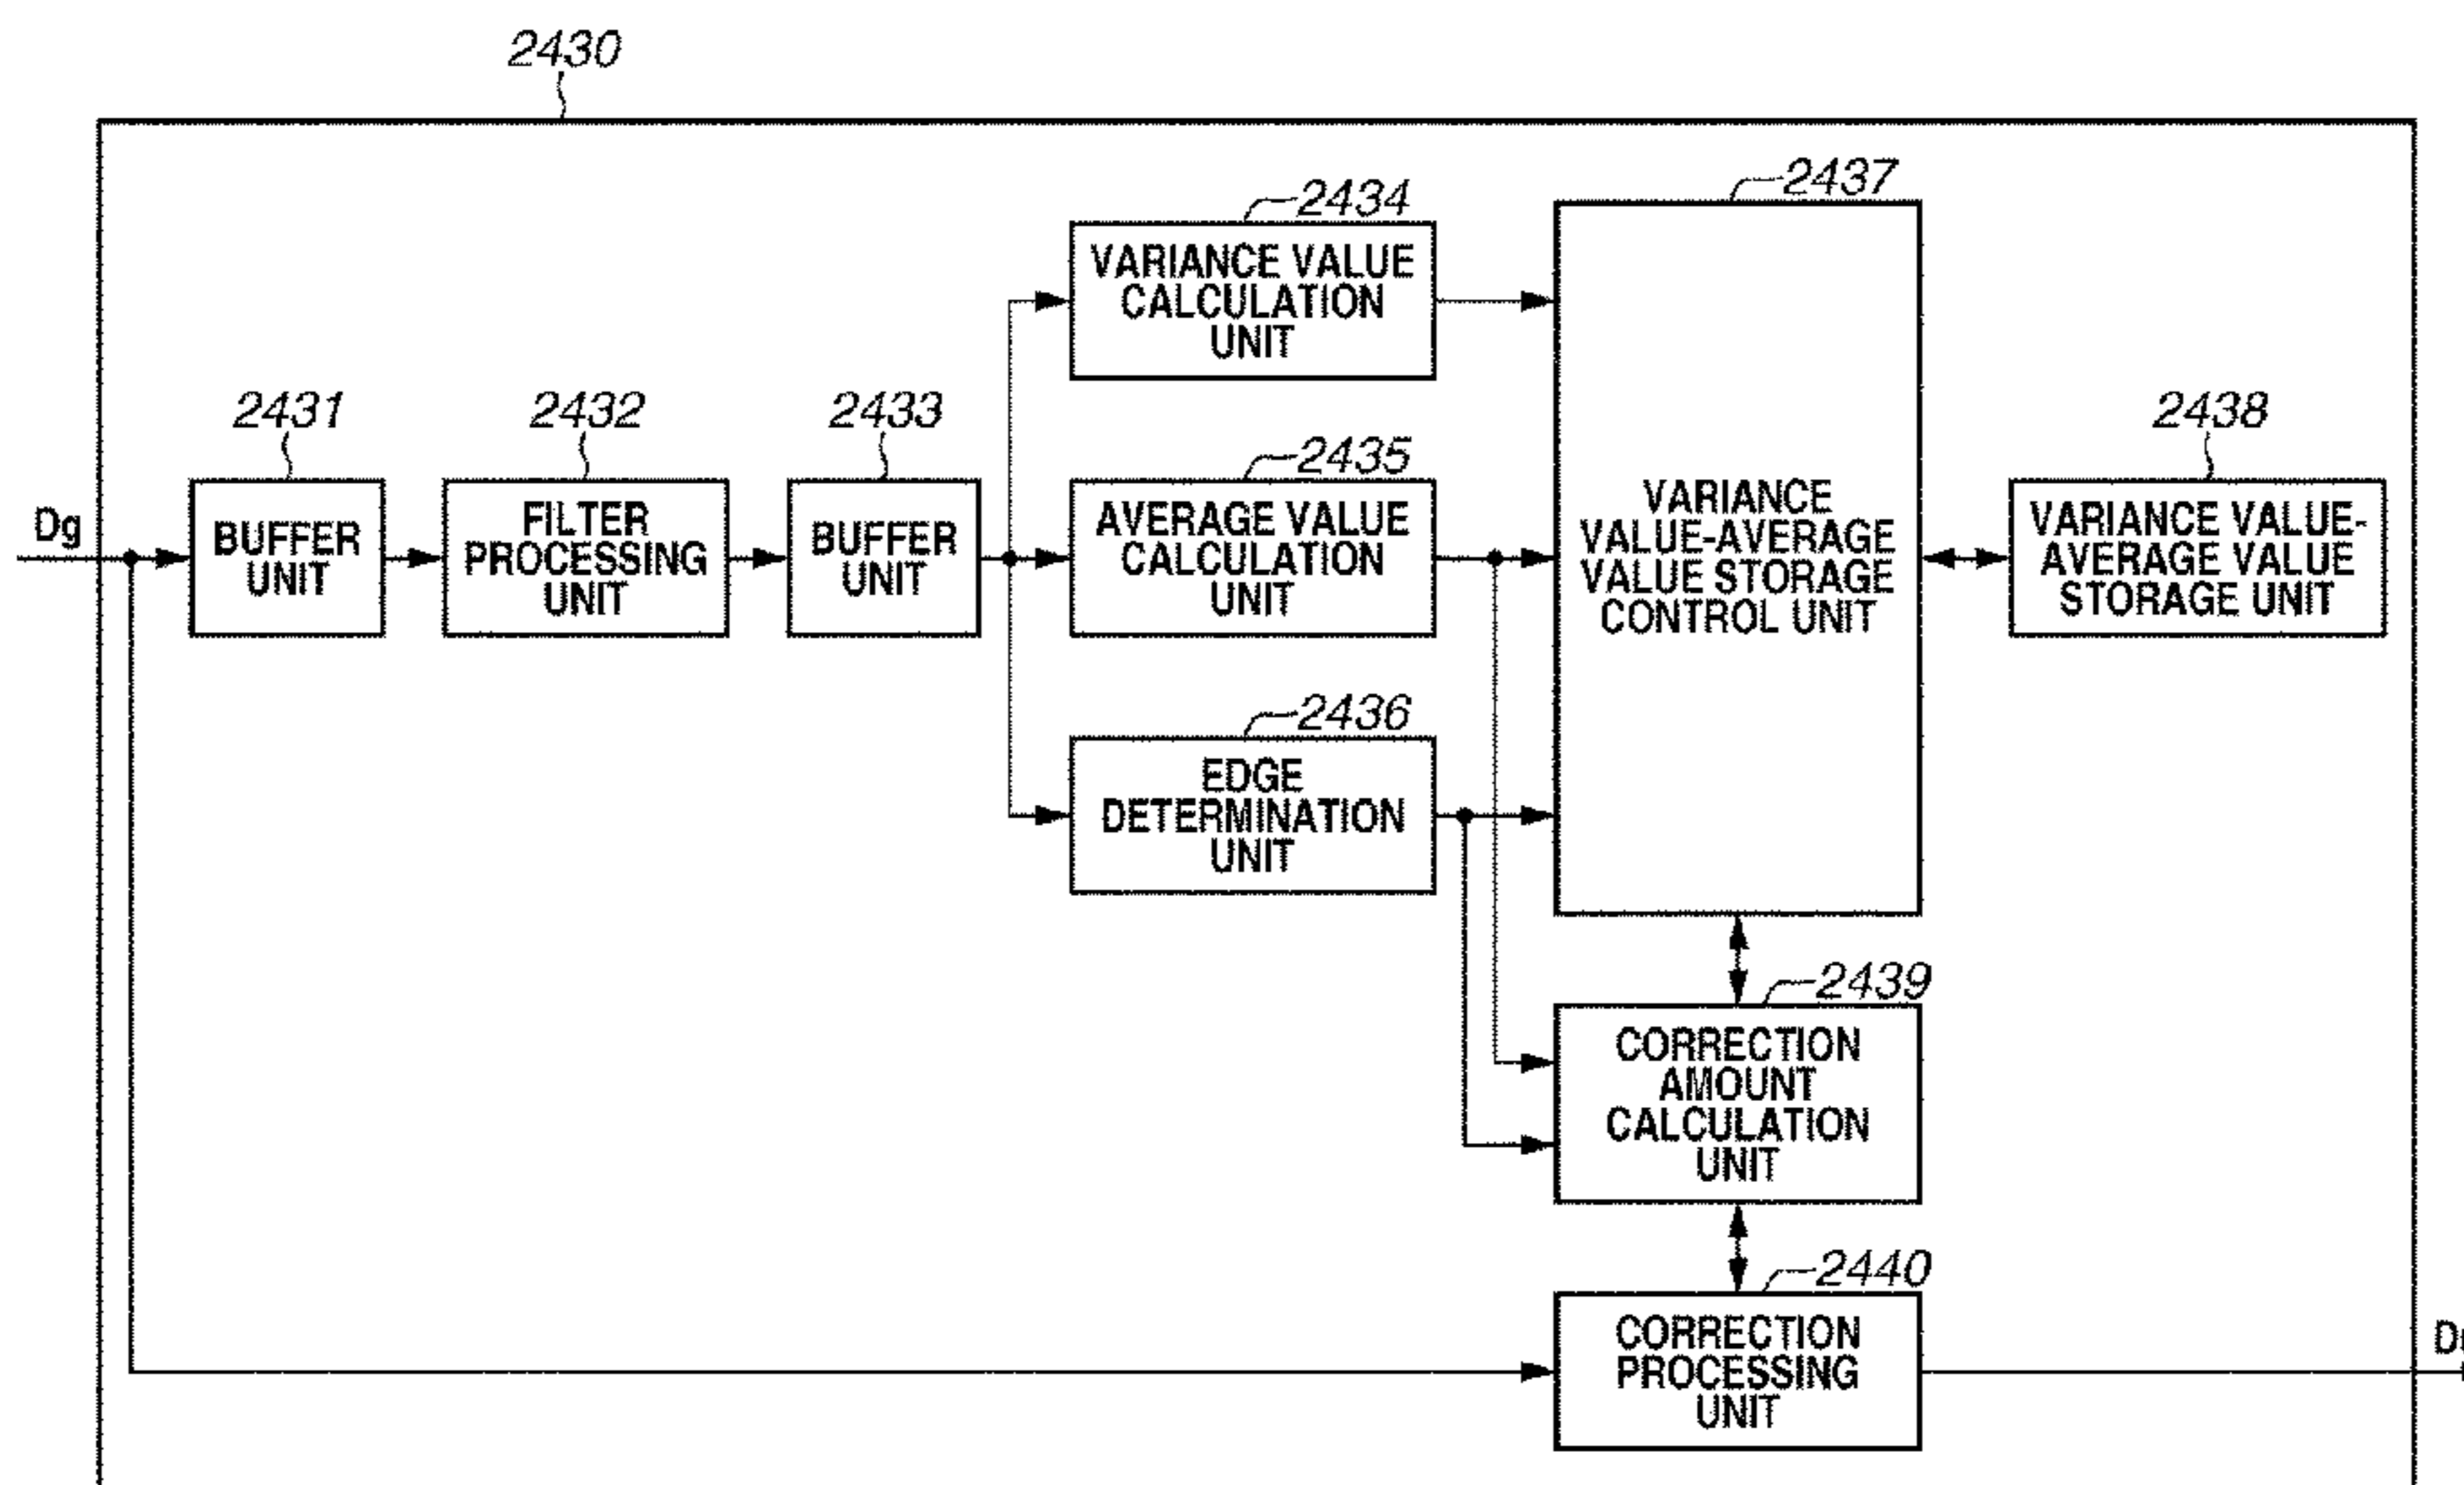 2430
2437
2434
VARIANCE VALUE
CALCULATION
UNIT
2431
2432
2433
2438
2435
Dg
BUFFER
UNIT
FILTER
PROCESSING
UNIT
BUFFER
UNIT
AVERAGE VALUE
CALCULATION
UNIT
VARIANCE
VALUE-AVERAGE
VALUE STORAGE
CONTROL UNIT
VARIANCE VALUE-
AVERAGE VALUE
STORAGE UNIT
2436
EDGE
DETERMINATION
UNIT
2439
CORRECTION
AMOUNT
CALCULATION
UNIT
2440
CORRECTION
PROCESSING
UNIT